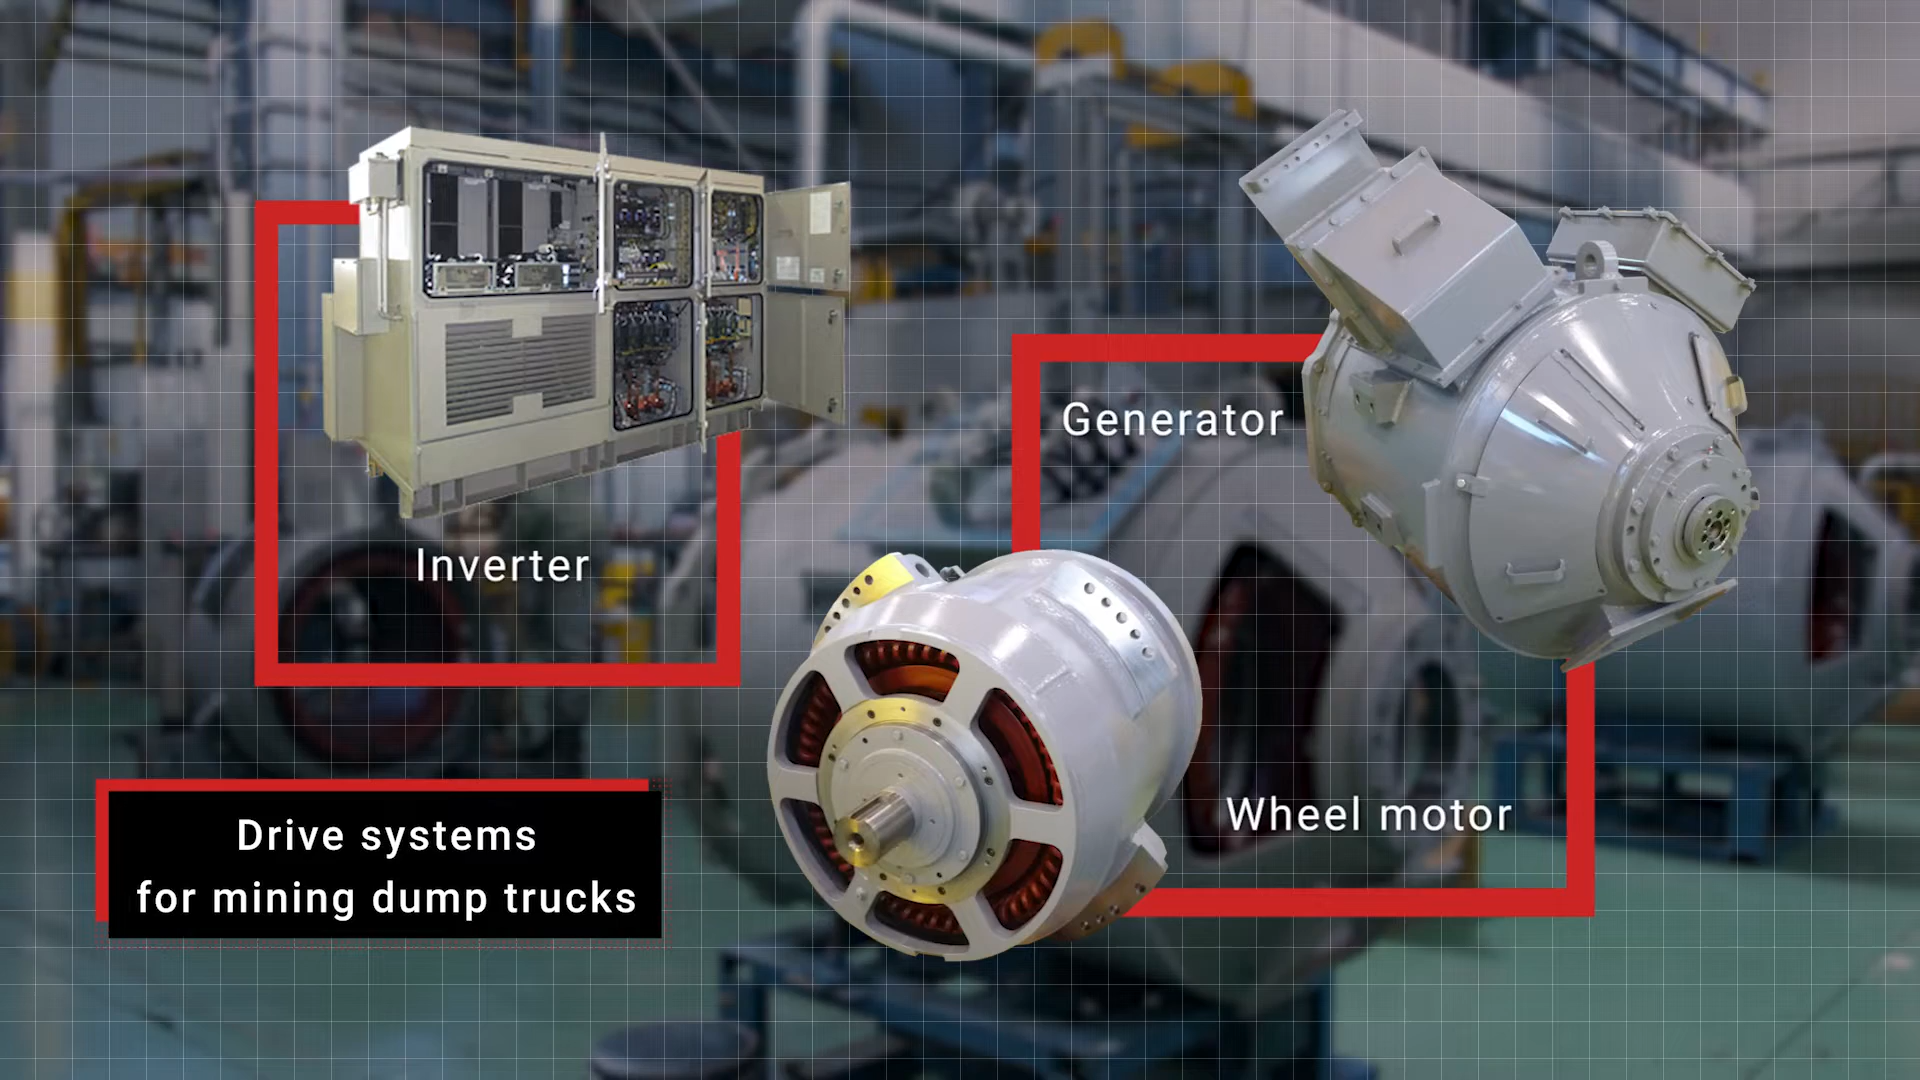 Inverter
Generator
Wheel motor
Drive systems
for mining dump trucks